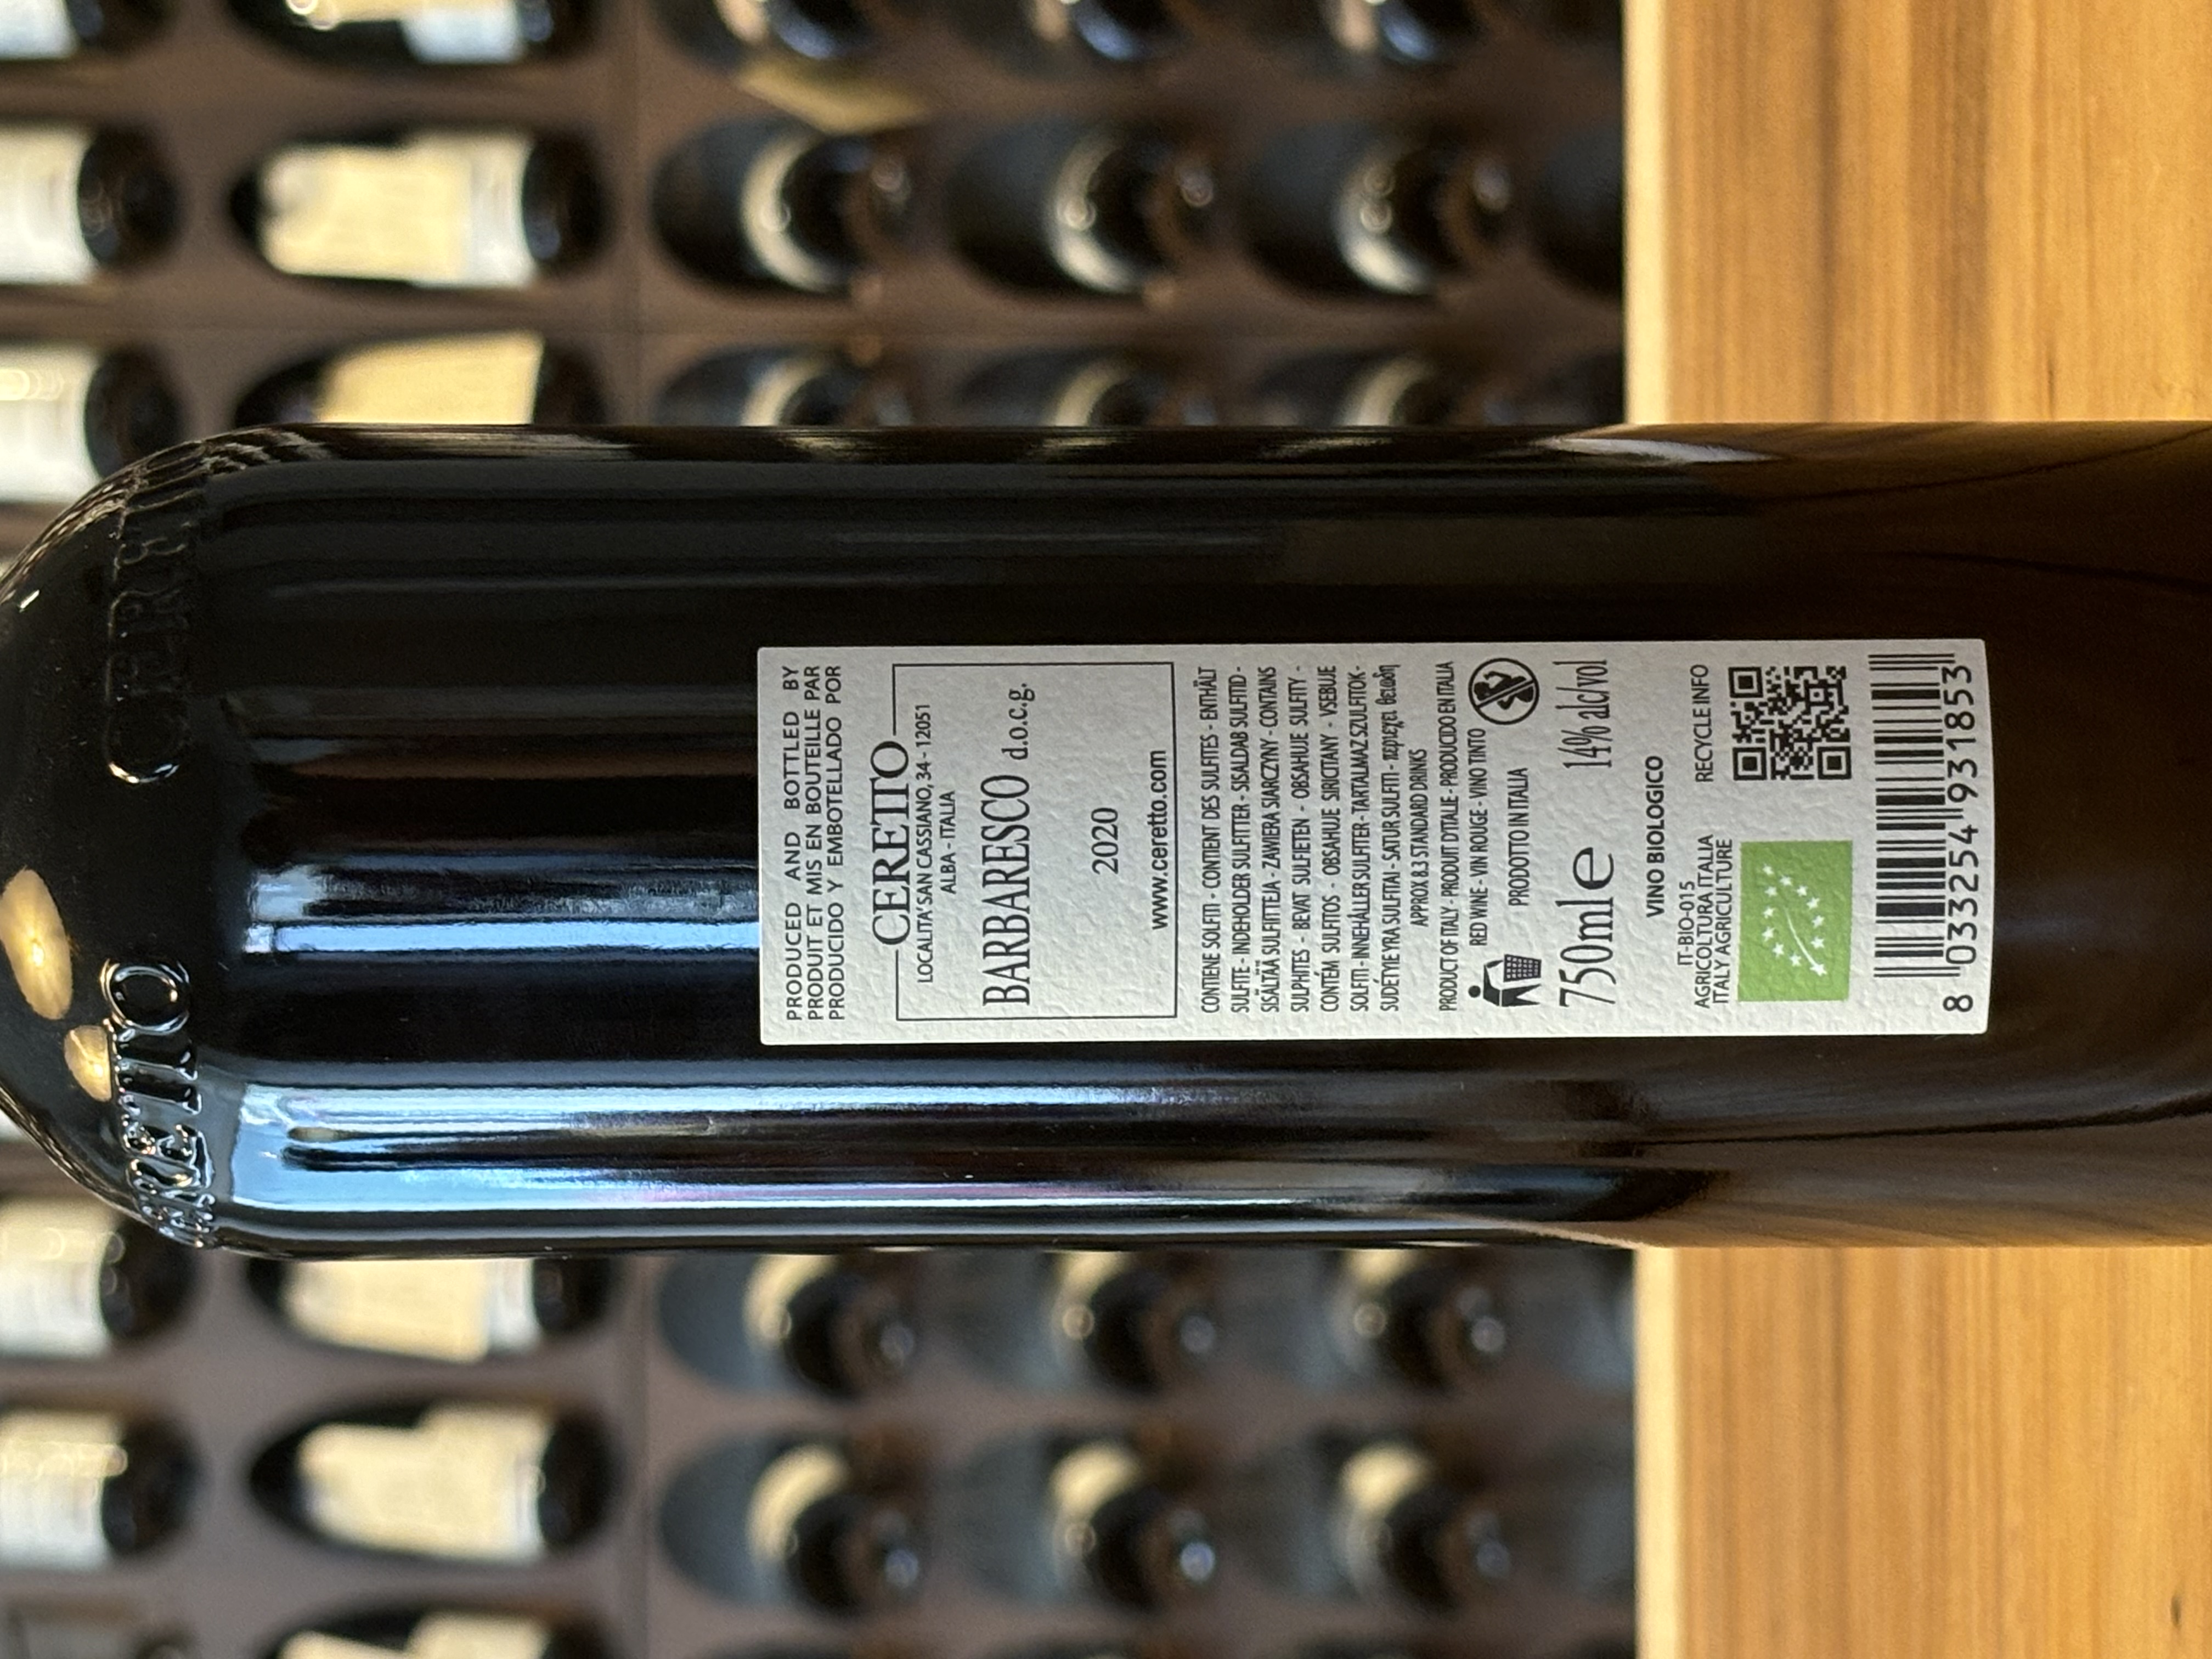 CERETTO
PRODUCED AND BOTTLED BY
PRODUIT ET MIS EN BOUTEILLE PAR
PRODUCIDO Y EMBOTELLADO POR
CERETTO
LOCALITA' SAN CASSIANO, 34 - 12051
ALBA - ITALIA
BARBARESCO d.o.c.g.
2020
www.ceretto.com
CONTIENE SOLFITI - CONTIENT DES SULFITES - ENTHÄLT
SULFITE - INDEHOLDER SULFITTER - SISALDAB SULFITID -
SISÄLTÄÄ SULFIITTEJA - ZAWIERA SIARCZYNY - CONTAINS
SULPHITES - BEVAT SULFIETEN - OBSAHUJE SULFITY -
CONTÉM SULFITOS - OBSAHUJE SIRICITANY - VSEBUJE
SOLFITI - INNEHÅLLER SULFITER - TARTALMAZ SZULFITOK -
SUDÉTYJE YRA SULFITAI - SATUR SULFITI - περιέχει θειώδη
APPROX 8.3 STANDARD DRINKS
PRODUCT OF ITALY - PRODUIT D'ITALIE - PRODUCIDO EN ITALIA
RED WINE - VIN ROUGE - VINO TINTO
PRODOTTO IN ITALIA
750ml e 14% alc/vol
VINO BIOLOGICO
IT-BIO-015
AGRICOLTURA ITALIA
ITALY AGRICULTURE
RECYCLE INFO
8 033254 931853